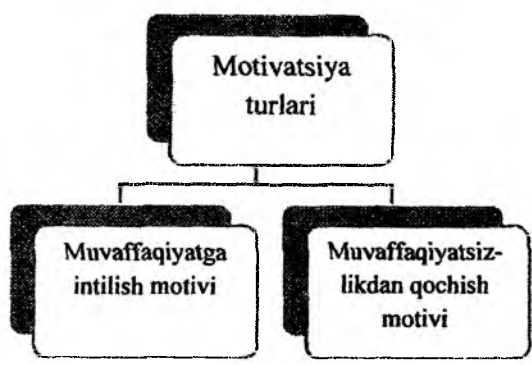 Motivatsiya
turlari
Muvaffaqiyatga
intilish motivi
Muvaffaqiyatsiz-
likdan qochish
motivi